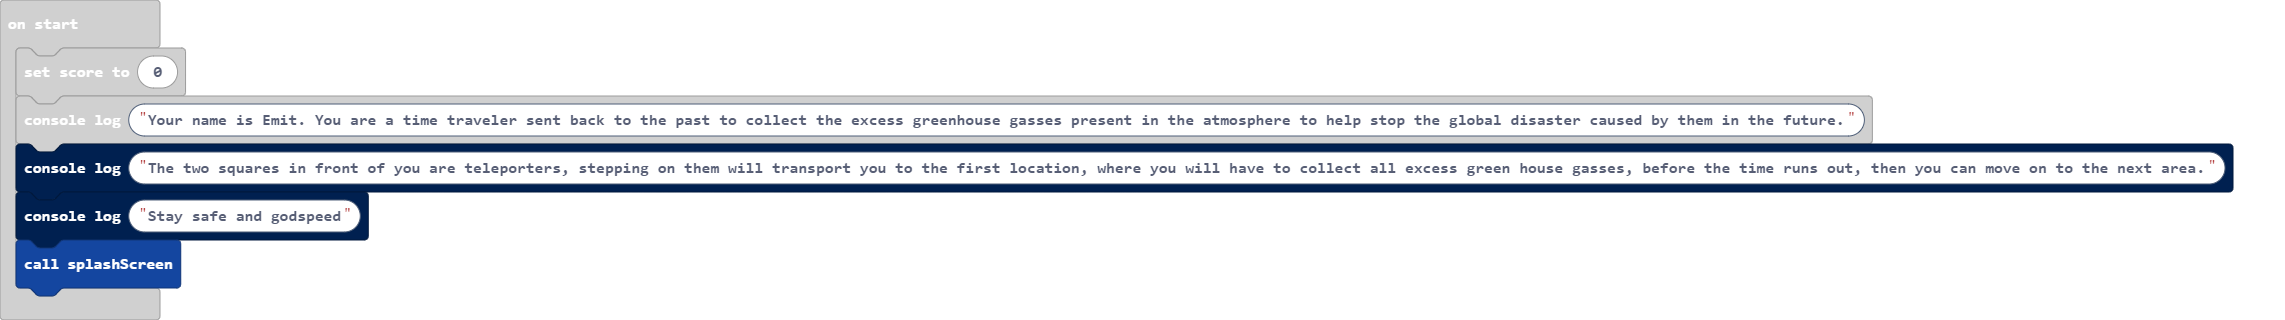 on start
set score to 0
console log "Your name is Emit. You are a time traveler sent back to the past to collect the excess greenhouse gasses present in the atmosphere to help stop the global disaster caused by them in the future."
console log "The two squares in front of you are teleporters, stepping on them will transport you to the first location, where you will have to collect all excess green house gasses, before the time runs out, then you can move on to the next area."
console log "Stay safe and godspeed"
call splashScreen